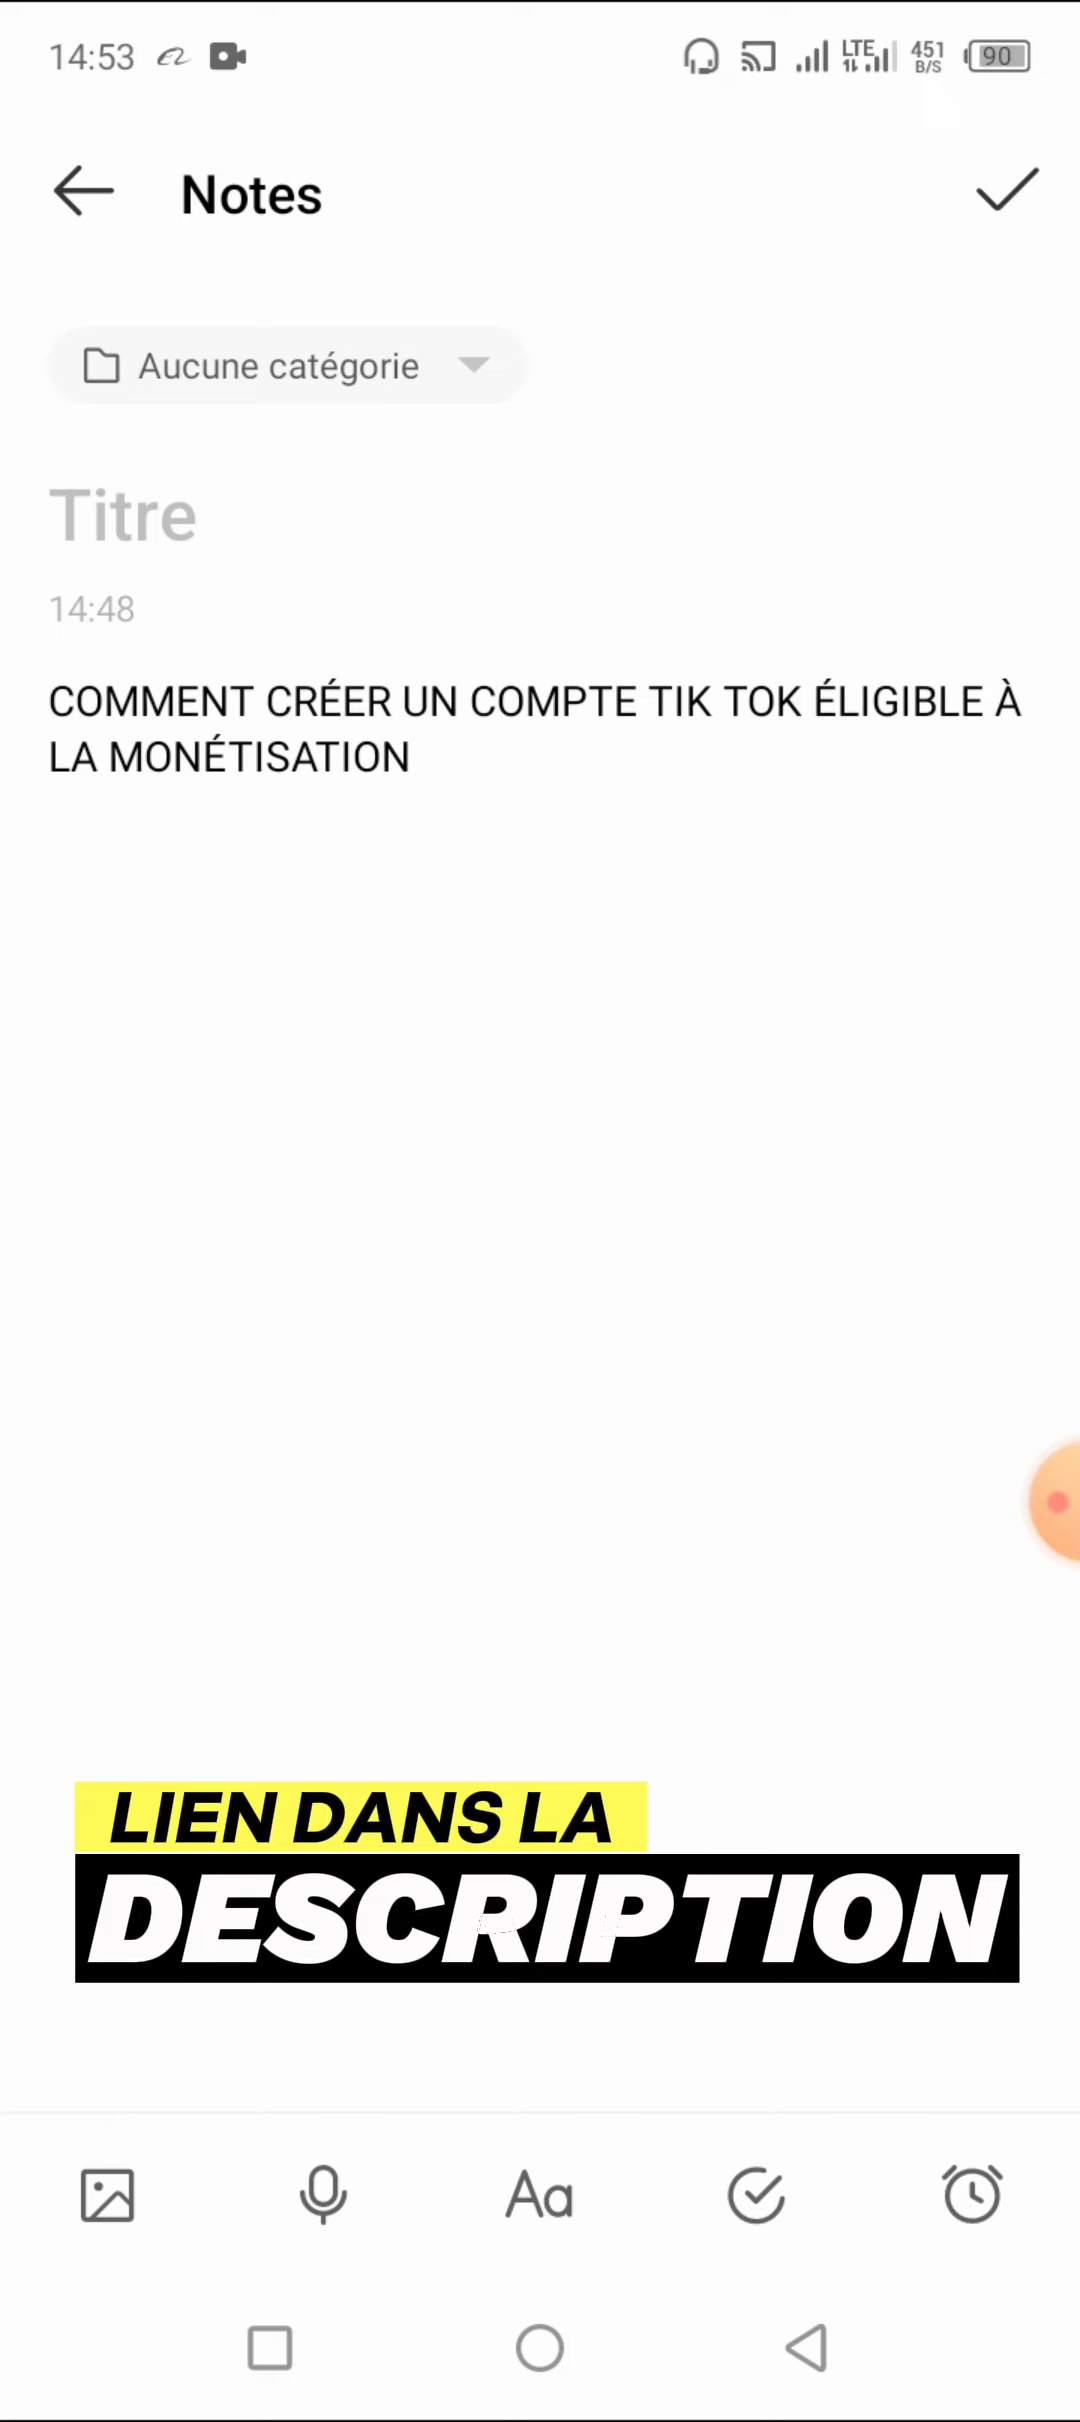 14:53
LTE
451
B/S
90
Notes
Aucune catégorie
Titre
14:48
COMMENT CRÉER UN COMPTE TIK TOK ÉLIGIBLE À
LA MONÉTISATION
LIEN DANS LA
DESCRIPTION
Aa